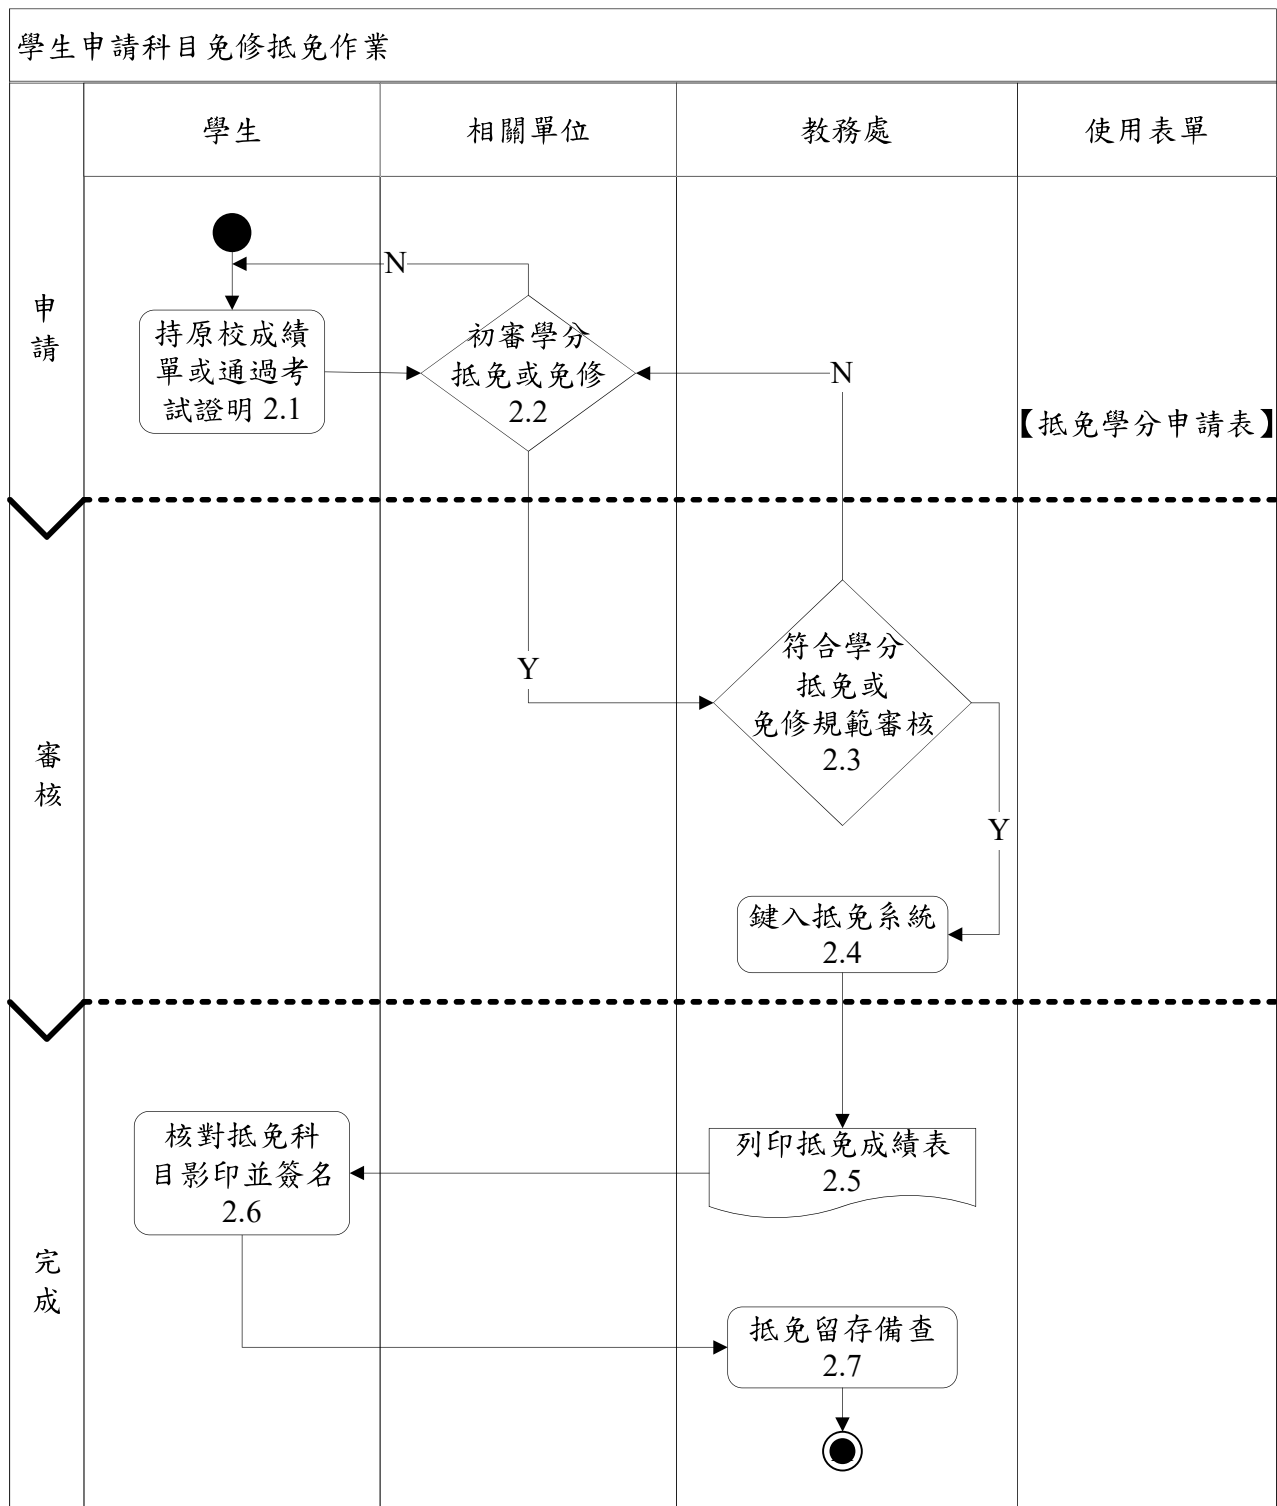 學生申請科目免修抵免作業
學生
相關單位
教務處
使用表單
申
請
N
持原校成績
單或通過考
試證明 2.1
初審學分
抵免或免修
2.2
N
【抵免學分申請表】
審
核
Y
符合學分
抵免或
免修規範審核
2.3
Y
鍵入抵免系統
2.4
完
成
列印抵免成績表
2.5
核對抵免科
目影印並簽名
2.6
抵免留存備查
2.7